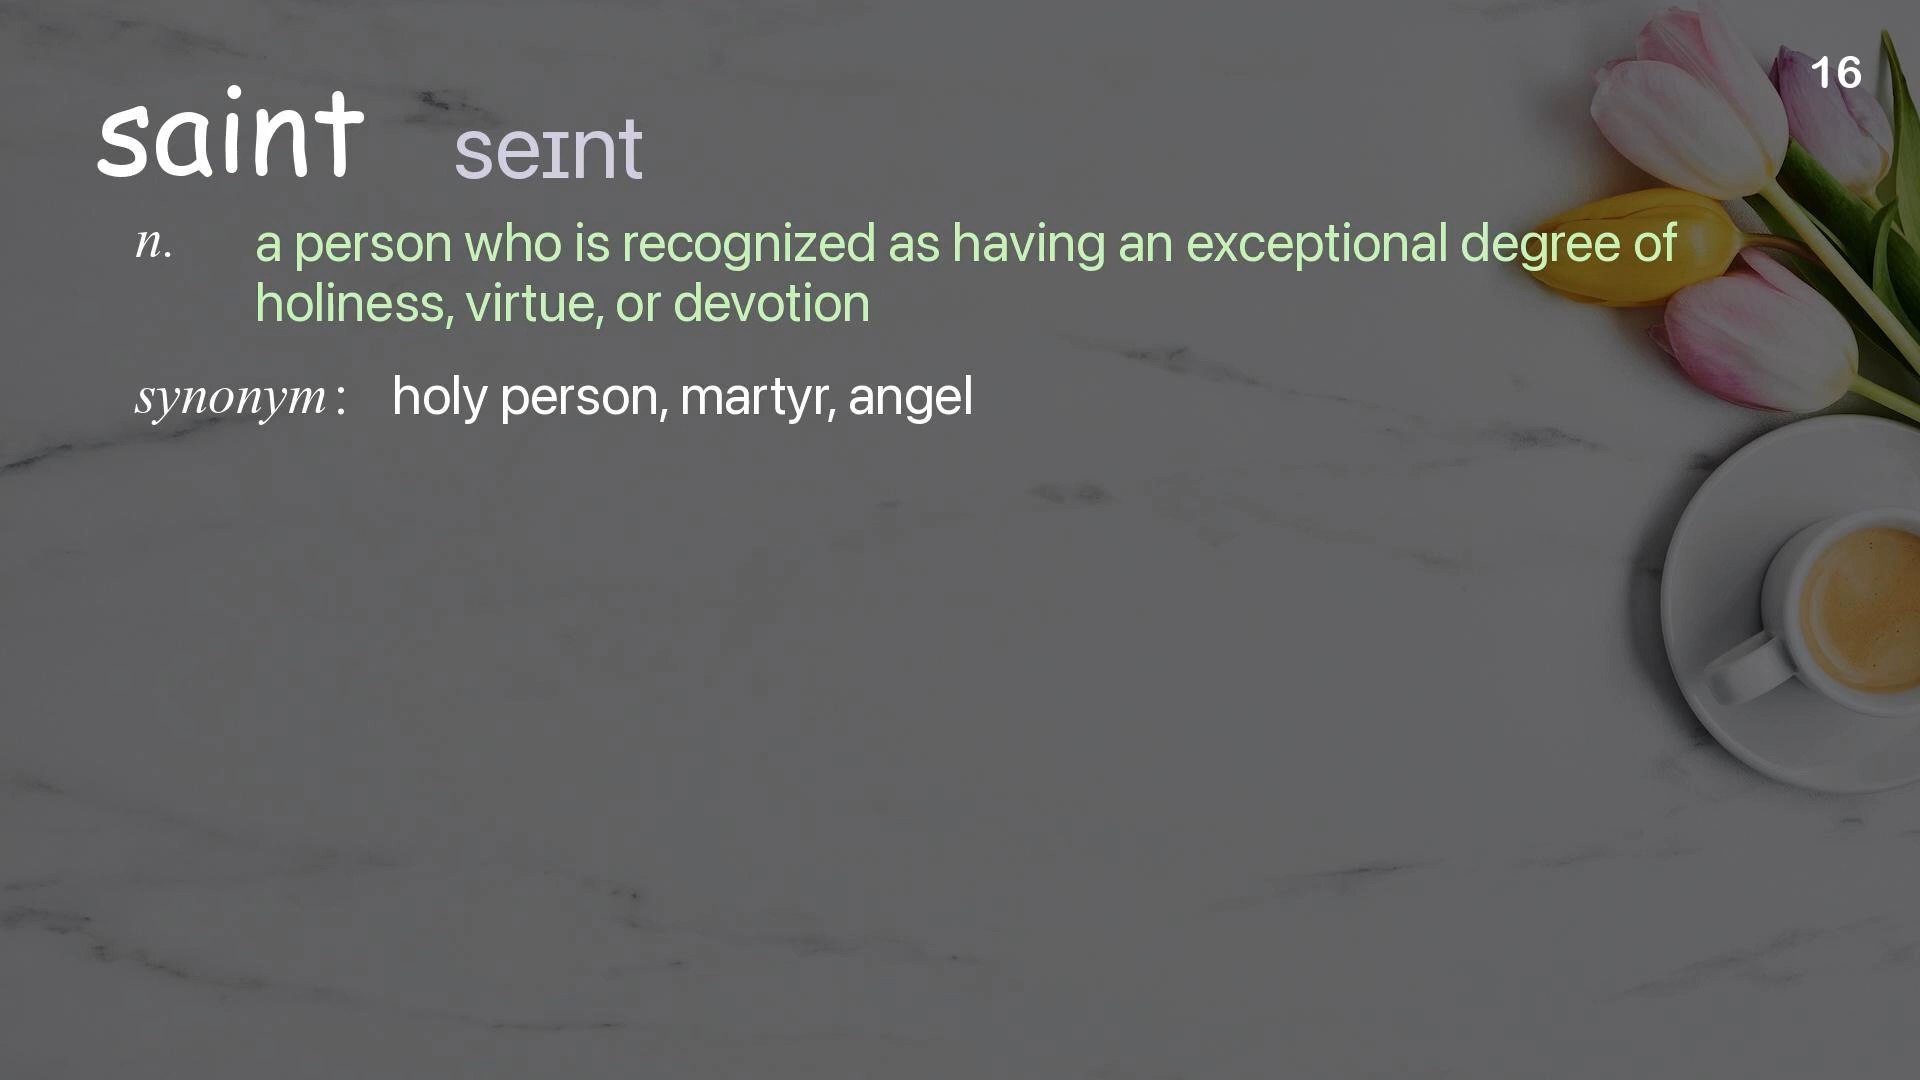 16
saint seɪnt
n. a person who is recognized as having an exceptional degree of
holiness, virtue, or devotion
synonym: holy person, martyr, angel